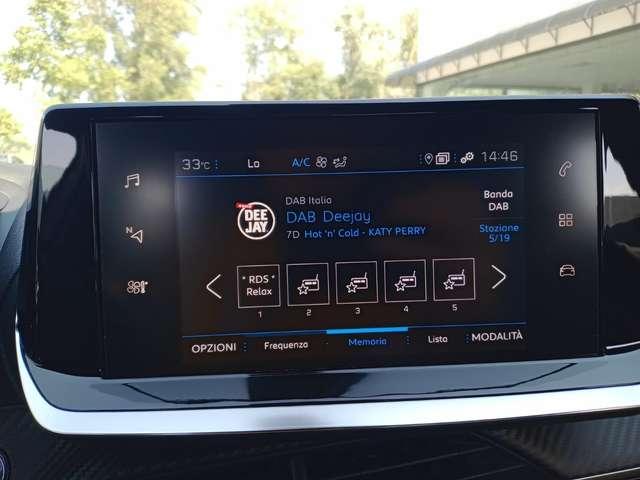 33°C Lo A/C 14:46
DAB Italia
DAB Deejay
7D Hot 'n' Cold - KATY PERRY
DEE
JAY
Banda
DAB
Stazione
5/19
N
* RDS *
Relax
1 2 3 4 5
OPZIONI Frequenza Memoria Lista MODALITÀ